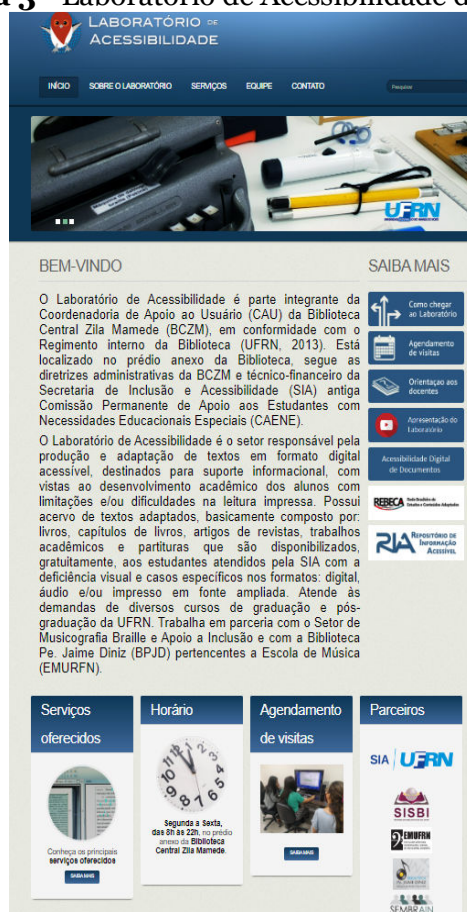 3 - Laboratório de Acessibilidade d
LABORATÓRIO DE
ACESSIBILIDADE
INÍCIO SOBRE O LABORATÓRIO SERVIÇOS EQUIPE CONTATO Pesquisar
UFRN
BEM-VINDO
O Laboratório de Acessibilidade é parte integrante da
Coordenadoria de Apoio ao Usuário (CAU) da Biblioteca
Central Zila Mamede (BCZM), em conformidade com o
Regimento interno da Biblioteca (UFRN, 2013). Está
localizado no prédio anexo da Biblioteca, segue as
diretrizes administrativas da BCZM e técnico-financeiro da
Secretaria de Inclusão e Acessibilidade (SIA) antiga
Comissão Permanente de Apoio aos Estudantes com
Necessidades Educacionais Especiais (CAENE).
O Laboratório de Acessibilidade é o setor responsável pela
produção e adaptação de textos em formato digital
acessível, destinados para suporte informacional, com
vistas ao desenvolvimento acadêmico dos alunos com
limitações e/ou dificuldades na leitura impressa. Possui
acervo de textos adaptados, basicamente composto por:
livros, capítulos de livros, artigos de revistas, trabalhos
acadêmicos e partituras que são disponibilizados,
gratuitamente, aos estudantes atendidos pela SIA com a
deficiência visual e casos específicos nos formatos: digital,
áudio e/ou impresso em fonte ampliada. Atende às
demandas de diversos cursos de graduação e pós-
graduação da UFRN. Trabalha em parceria com o Setor de
Musicografia Braille e Apoio a Inclusão e com a Biblioteca
Pe. Jaime Diniz (BPJD) pertencentes a Escola de Música
(EMURFN).
SAIBA MAIS
Como chegar
ao Laboratório
Agendamento
de visitas
Orientaçao aos
docentes
Apresentação do
Laboratório
Acessibilidade Digital
de Documentos
REBECA
RIA REPOSITÓRIO DE
INFORMAÇÃO
ACESSÍVEL
Serviços
oferecidos
Conheça os principais
serviços oferecidos
SAIBA MAIS
Horário
Segunda a Sexta,
das 8h às 22h, no prédio
anexo da Biblioteca
Central Zila Mamede.
Agendamento
de visitas
SAIBA MAIS
Parceiros
SIA UFRN
SISBI
EMUFRN
SEMBRAIN